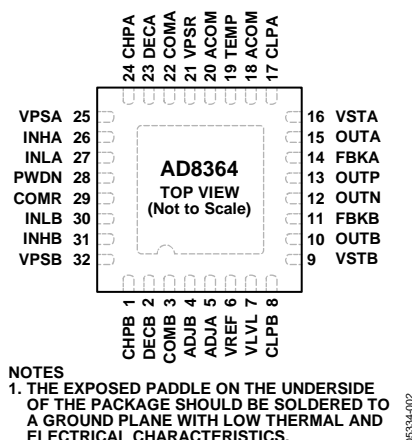 24 CHPA
23 DECA
22 COMA
21 VPSR
20 ACOM
19 TEMP
18 ACOM
17 CLPA
VPSA 25
INHA 26
INLA 27
PWDN 28
COMR 29
INLB 30
INHB 31
VPSB 32
AD8364
TOP VIEW
(Not to Scale)
16 VSTA
15 OUTA
14 FBKA
13 OUTP
12 OUTN
11 FBKB
10 OUTB
9 VSTB
CHPB 1
DECB 2
COMB 3
ADJB 4
ADJA 5
VREF 6
VLVL 7
CLPB 8
NOTES
1. THE EXPOSED PADDLE ON THE UNDERSIDE
OF THE PACKAGE SHOULD BE SOLDERED TO
A GROUND PLANE WITH LOW THERMAL AND
ELECTRICAL CHARACTERISTICS.
05334-002